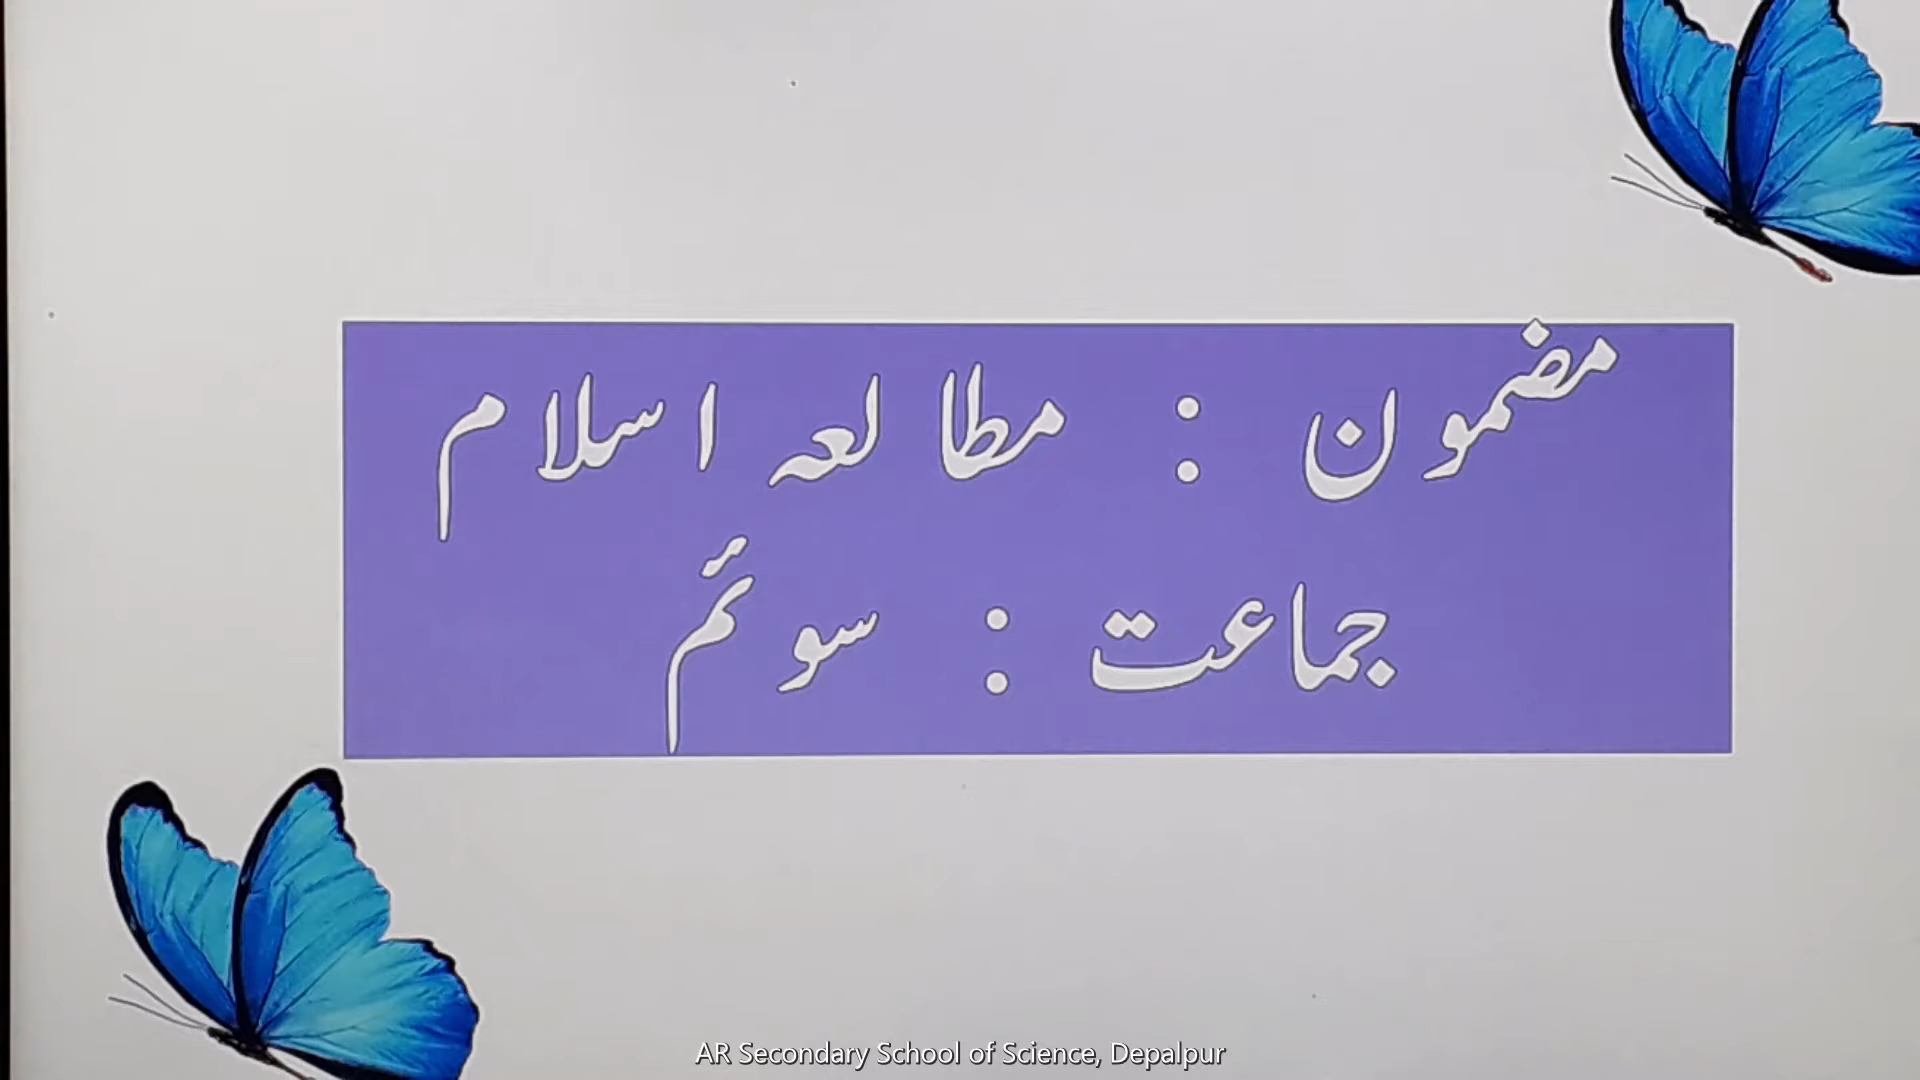 مضمون : مطالعہ اسلام
جماعت : سوئم
AR Secondary School of Science, Depalpur